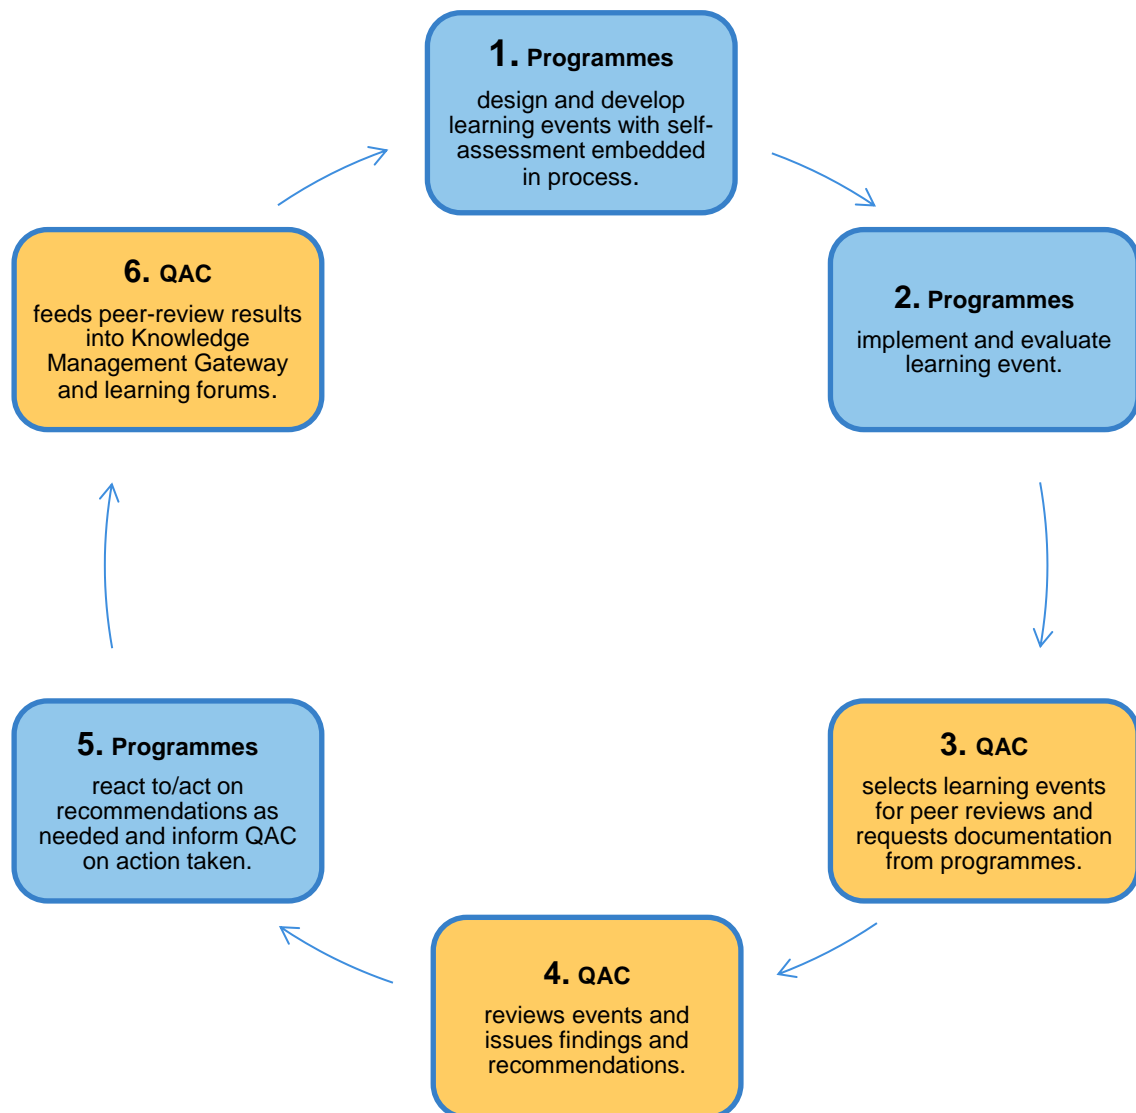 1. Programmes
design and develop
learning events with self-
assessment embedded
in process.
2. Programmes
implement and evaluate
learning event.
3. QAC
selects learning events
for peer reviews and
requests documentation
from programmes.
4. QAC
reviews events and
issues findings and
recommendations.
5. Programmes
react to/act on
recommendations as
needed and inform QAC
on action taken.
6. QAC
feeds peer-review results
into Knowledge
Management Gateway
and learning forums.